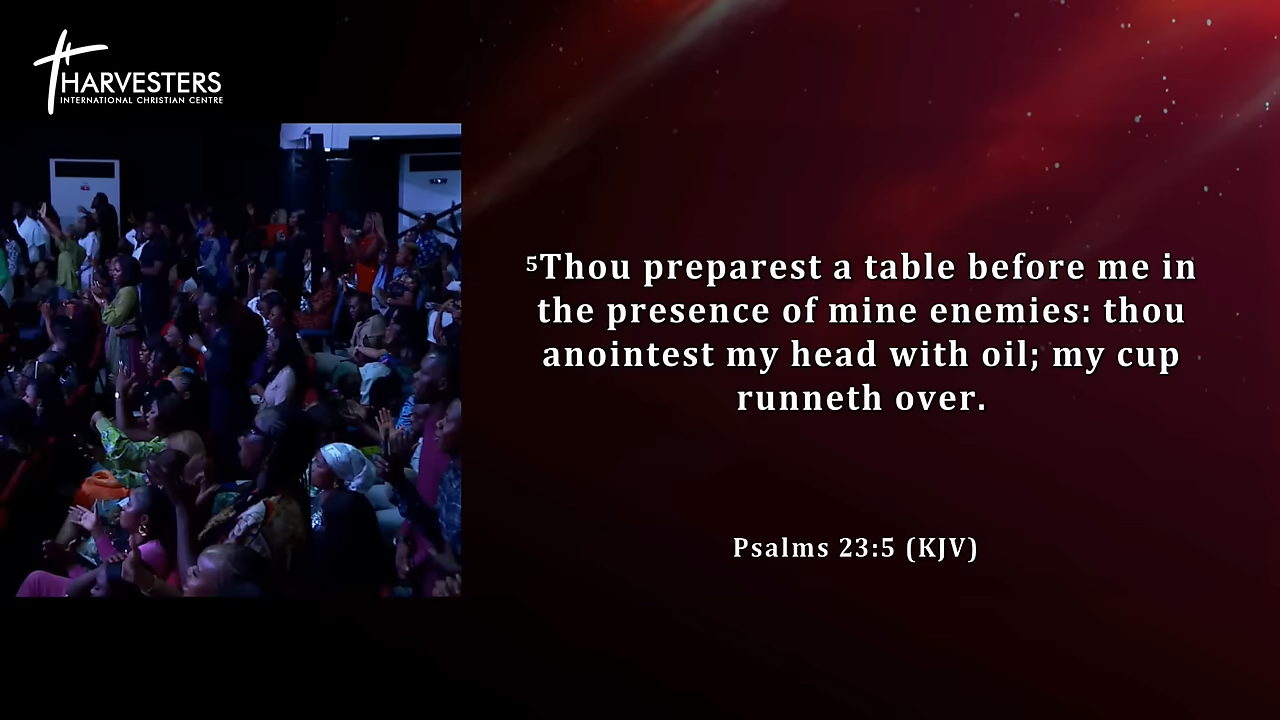 HARVESTERS
INTERNATIONAL CHRISTIAN CENTRE
⁵Thou preparest a table before me in
the presence of mine enemies: thou
anointest my head with oil; my cup
runneth over.
Psalms 23:5 (KJV)